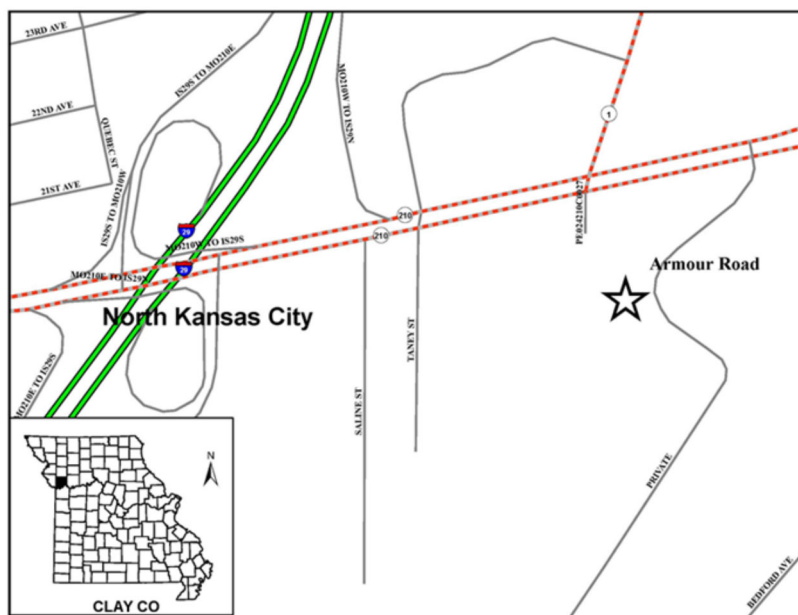 23RD AVE
IS29S TO MO210E
MO210W TO IS29N
22ND AVE
QUEBEC ST
1
21ST AVE
IS29S TO MO210W
PE024210C0027
210
29
210
MO210W TO IS29S
Armour Road
29
MO210E TO IS29N
North Kansas City
TANEY ST
MO210E TO IS29S
SALINE ST
PRIVATE
N
BEDFORD AVE
CLAY CO